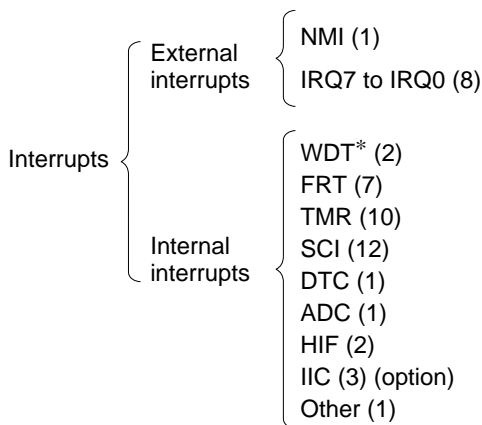 Interrupts
External
interrupts
NMI (1)
IRQ7 to IRQ0 (8)
Internal
interrupts
WDT* (2)
FRT (7)
TMR (10)
SCI (12)
DTC (1)
ADC (1)
HIF (2)
IIC (3) (option)
Other (1)